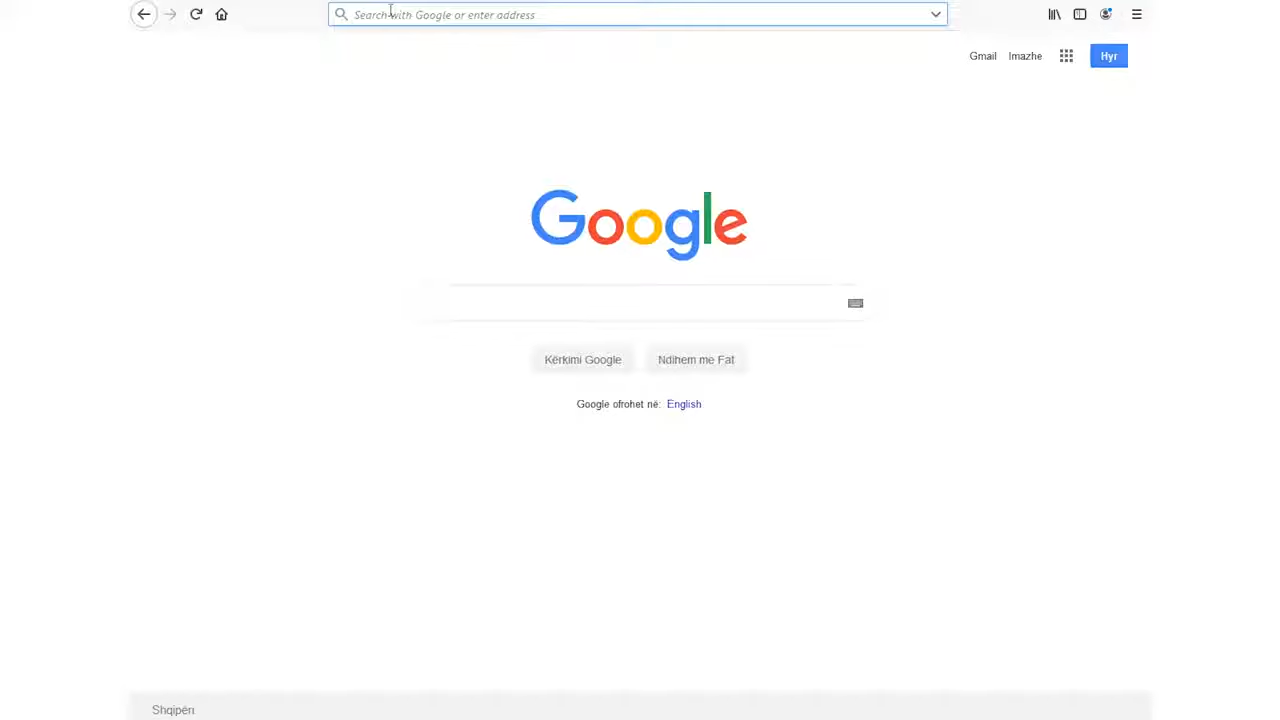 Search with Google or enter address
Gmail Imazhe Hyr
Google
Kërkimi Google Ndihem me Fat
Google ofrohet në: English
Shqipëri